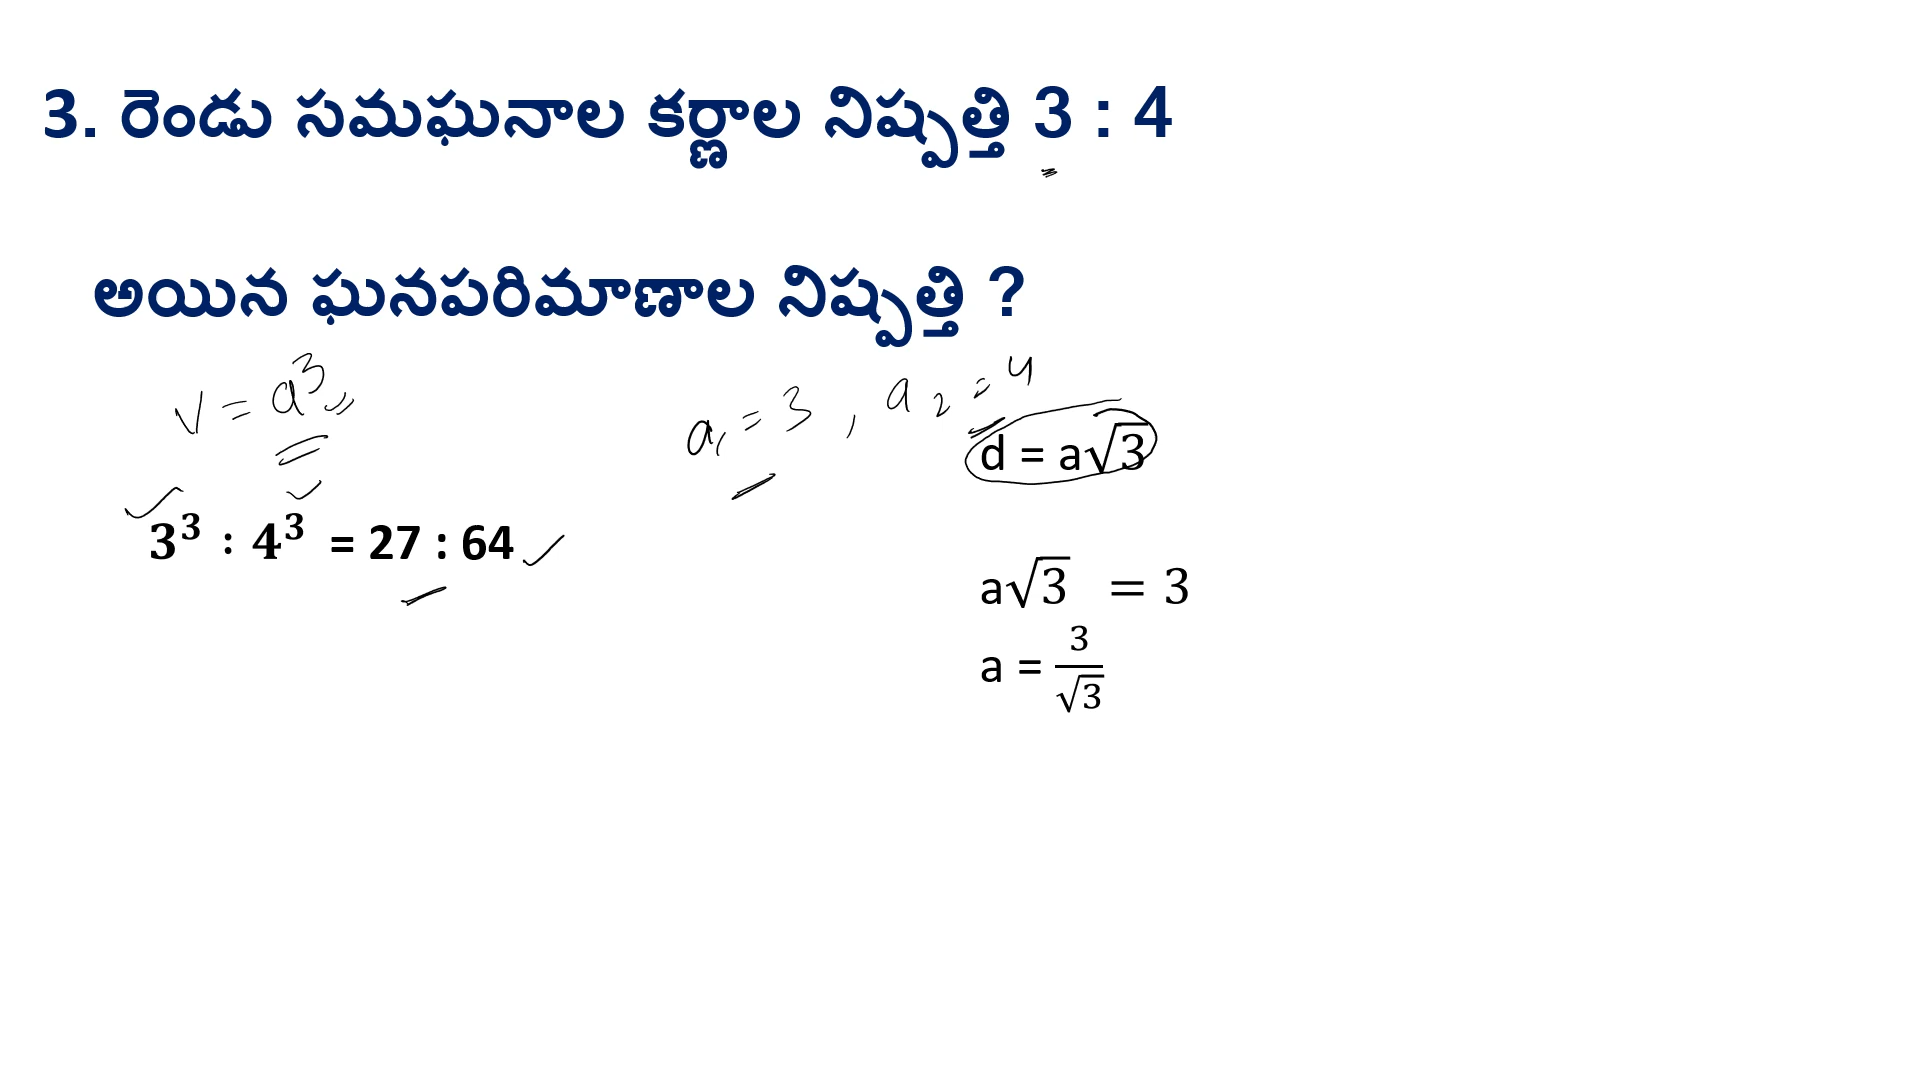 3. రెండు సమఘనాల కర్ణాల నిష్పత్తి 3 : 4
అయిన ఘనపరిమాణాల నిష్పత్తి ?
V = a³
a₁ = 3 , a₂ = 4
d = a√3
3³ : 4³ = 27 : 64
a√3 = 3
a = 3/√3